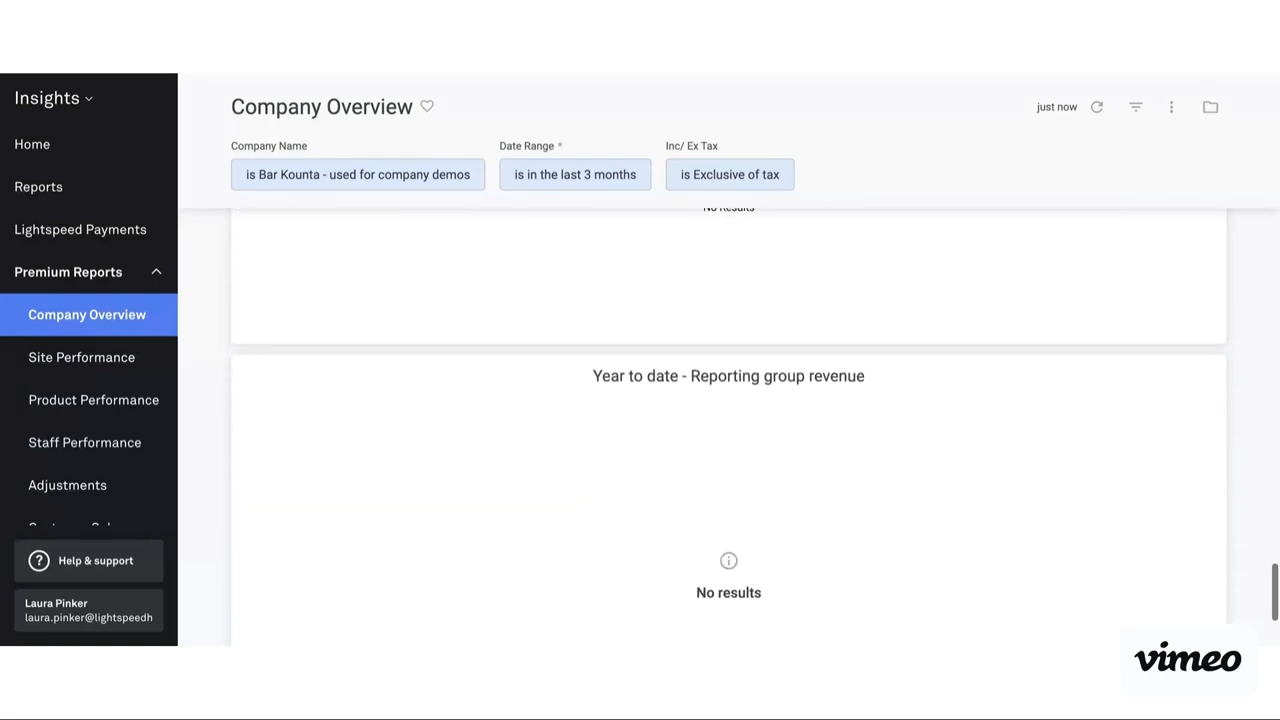 Insights
Home
Reports
Lightspeed Payments
Premium Reports
Company Overview
Site Performance
Product Performance
Staff Performance
Adjustments
Help & support
Laura Pinker
laura.pinker@lightspeedh
Company Overview
just now
Company Name
Date Range *
Inc/ Ex Tax
is Bar Kounta - used for company demos
is in the last 3 months
is Exclusive of tax
No Results
Year to date - Reporting group revenue
No results
vimeo